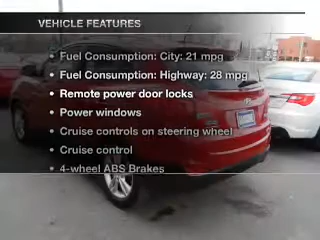 VEHICLE FEATURES
• Fuel Consumption: City: 21 mpg
• Fuel Consumption: Highway: 28 mpg
• Remote power door locks
• Power windows
• Cruise controls on steering wheel
• Cruise control
• 4-wheel ABS Brakes